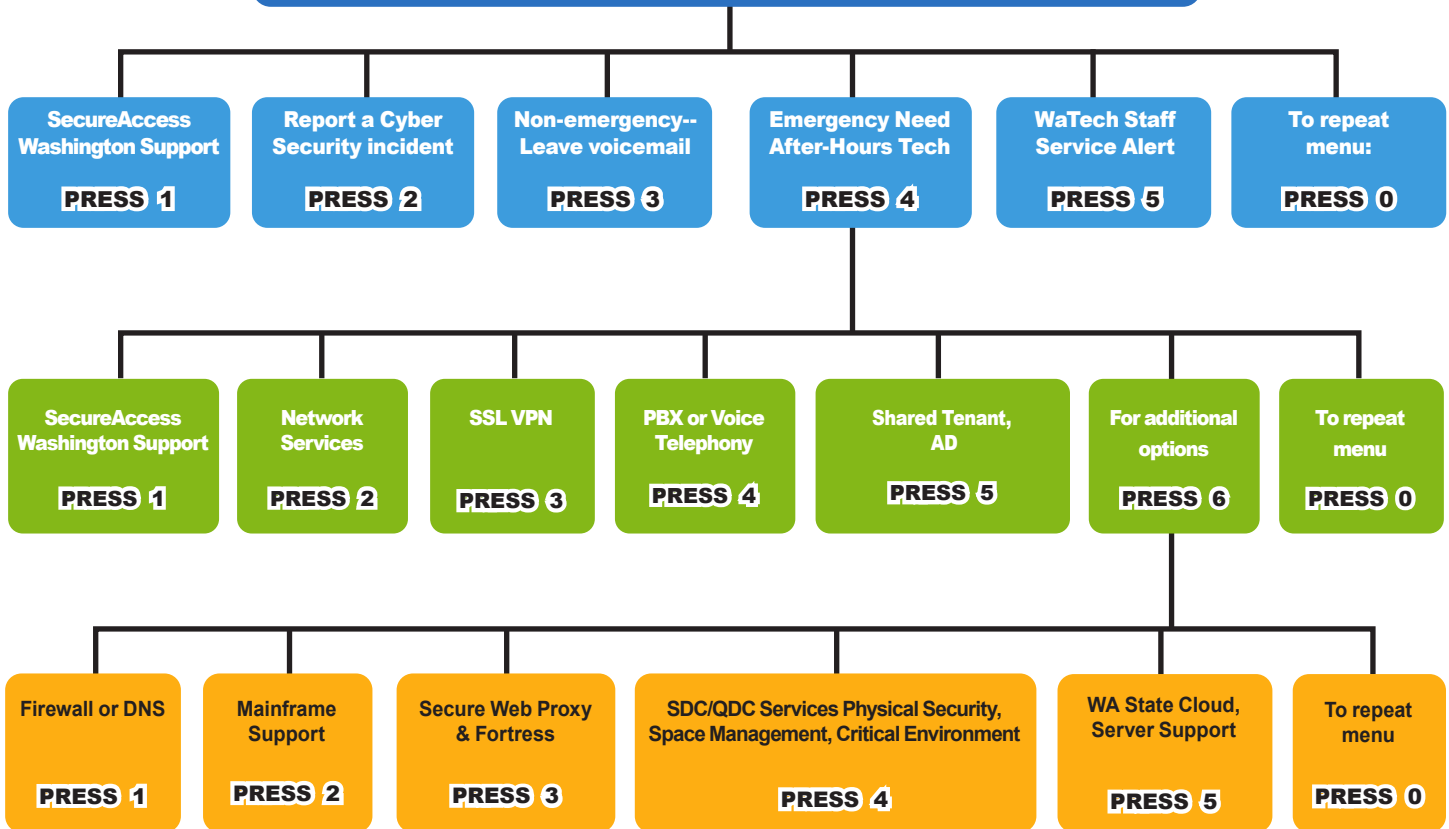 SecureAccess
Washington Support
PRESS 1
Report a Cyber
Security incident
PRESS 2
Non-emergency--
Leave voicemail
PRESS 3
Emergency Need
After-Hours Tech
PRESS 4
WaTech Staff
Service Alert
PRESS 5
To repeat
menu:
PRESS 0
SecureAccess
Washington Support
PRESS 1
Network
Services
PRESS 2
SSL VPN
PRESS 3
PBX or Voice
Telephony
PRESS 4
Shared Tenant,
AD
PRESS 5
For additional
options
PRESS 6
To repeat
menu
PRESS 0
Firewall or DNS
PRESS 1
Mainframe
Support
PRESS 2
Secure Web Proxy
& Fortress
PRESS 3
SDC/QDC Services Physical Security,
Space Management, Critical Environment
PRESS 4
WA State Cloud,
Server Support
PRESS 5
To repeat
menu
PRESS 0